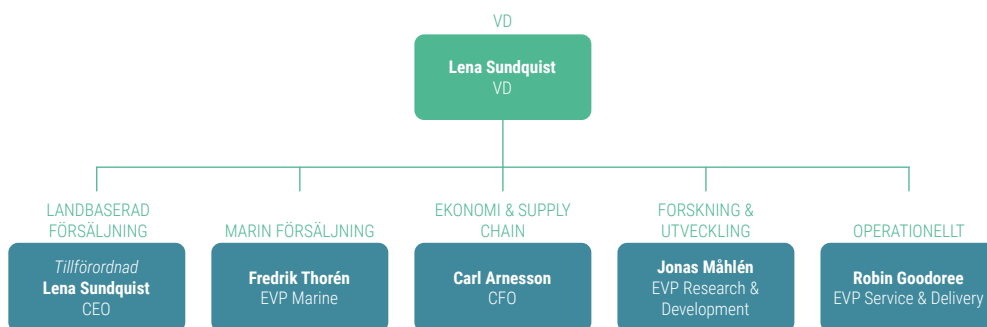 VD
Lena Sundquist
VD
LANDBASERAD
FÖRSÄLJNING
Tillförordnad
Lena Sundquist
CEO
MARIN FÖRSÄLJNING
Fredrik Thorén
EVP Marine
EKONOMI & SUPPLY
CHAIN
Carl Arnesson
CFO
FORSKNING &
UTVECKLING
Jonas Måhlén
EVP Research &
Development
OPERATIONELLT
Robin Goodoree
EVP Service & Delivery